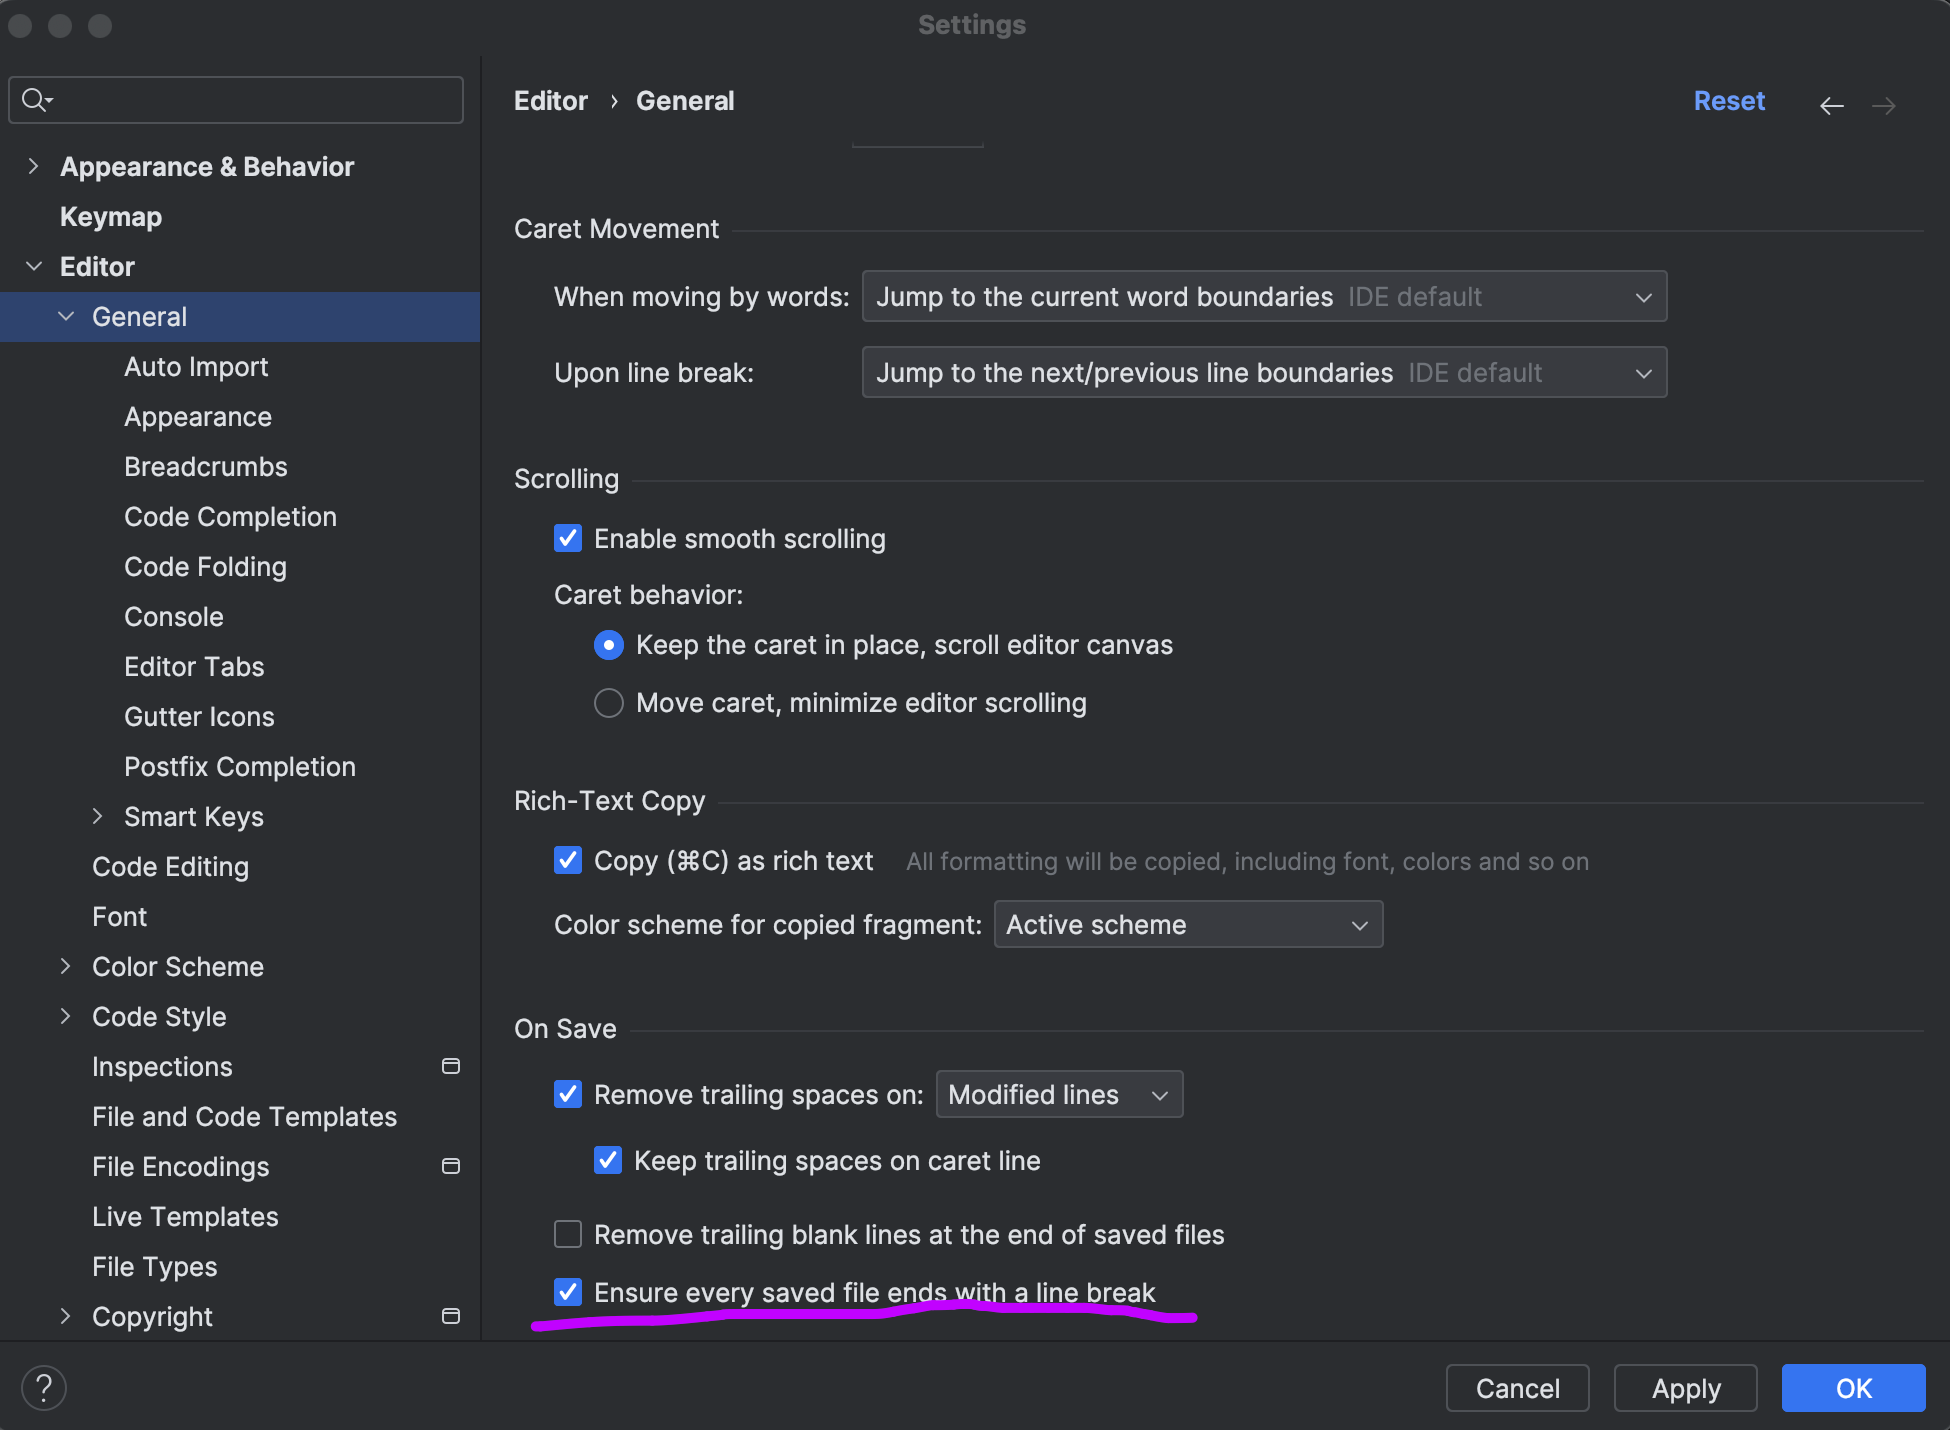 Settings
Editor › General
Reset
Appearance & Behavior
Keymap
Editor
General
Auto Import
Appearance
Breadcrumbs
Code Completion
Code Folding
Console
Editor Tabs
Gutter Icons
Postfix Completion
Smart Keys
Code Editing
Font
Color Scheme
Code Style
Inspections
File and Code Templates
File Encodings
Live Templates
File Types
Copyright
Caret Movement
When moving by words: Jump to the current word boundaries IDE default
Upon line break: Jump to the next/previous line boundaries IDE default
Scrolling
Enable smooth scrolling
Caret behavior:
Keep the caret in place, scroll editor canvas
Move caret, minimize editor scrolling
Rich-Text Copy
Copy (⌘C) as rich text All formatting will be copied, including font, colors and so on
Color scheme for copied fragment: Active scheme
On Save
Remove trailing spaces on: Modified lines
Keep trailing spaces on caret line
Remove trailing blank lines at the end of saved files
Ensure every saved file ends with a line break
?
Cancel
Apply
OK